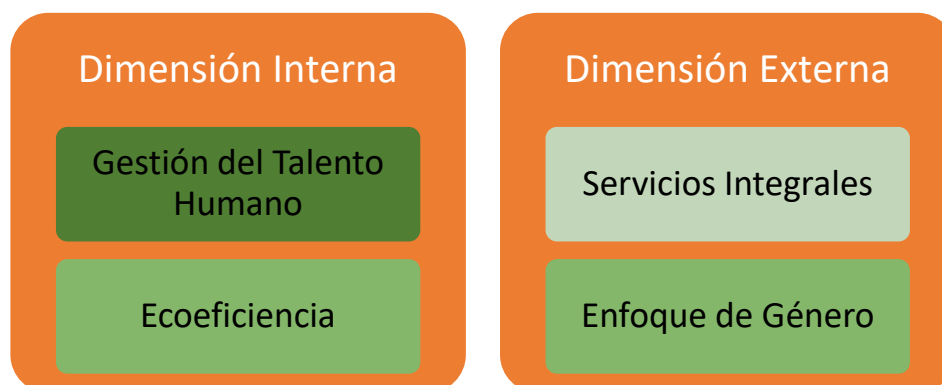 Dimensión Interna
Gestión del Talento
Humano
Ecoeficiencia
Dimensión Externa
Servicios Integrales
Enfoque de Género